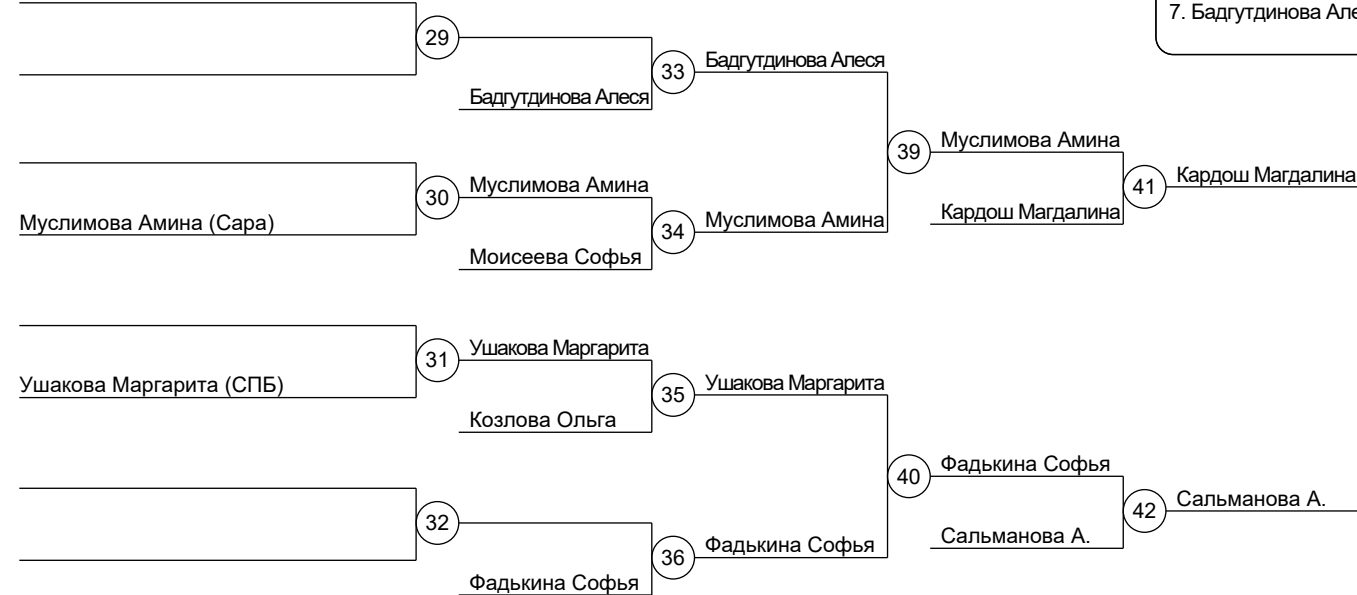 7. Бадгутдинова
29
Бадгутдинова Алеся
33
Бадгутдинова Алеся
Муслимова Амина (Сара)
30
Муслимова Амина
Моисеева Софья
34
Муслимова Амина
39
Муслимова Амина
Кардош Магдалина
41
Кардош Магдалина
Ушакова Маргарита (СПБ)
31
Ушакова Маргарита
Козлова Ольга
35
Ушакова Маргарита
32
Фадькина Софья
36
Фадькина Софья
40
Фадькина Софья
Сальманова А.
42
Сальманова А.